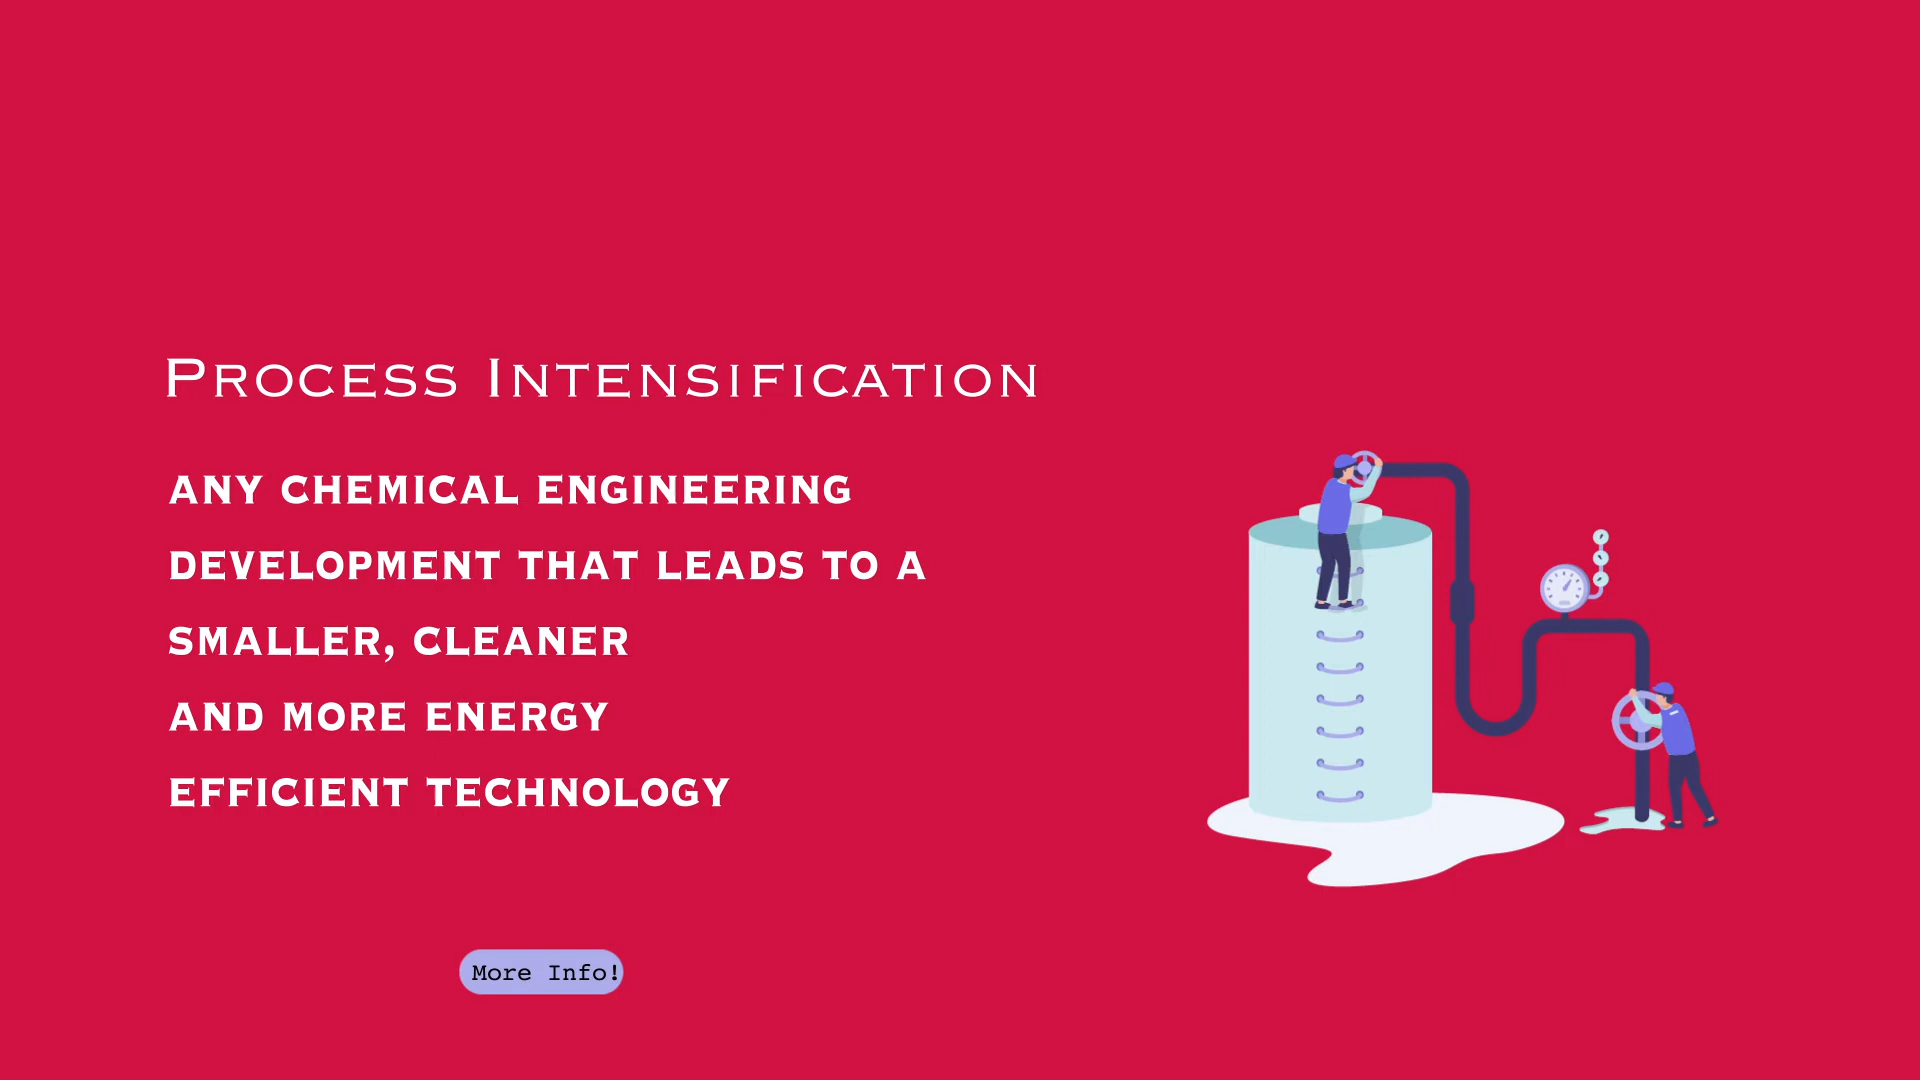 Process Intensification
ANY CHEMICAL ENGINEERING
DEVELOPMENT THAT LEADS TO A
SMALLER, CLEANER
AND MORE ENERGY
EFFICIENT TECHNOLOGY
More Info!